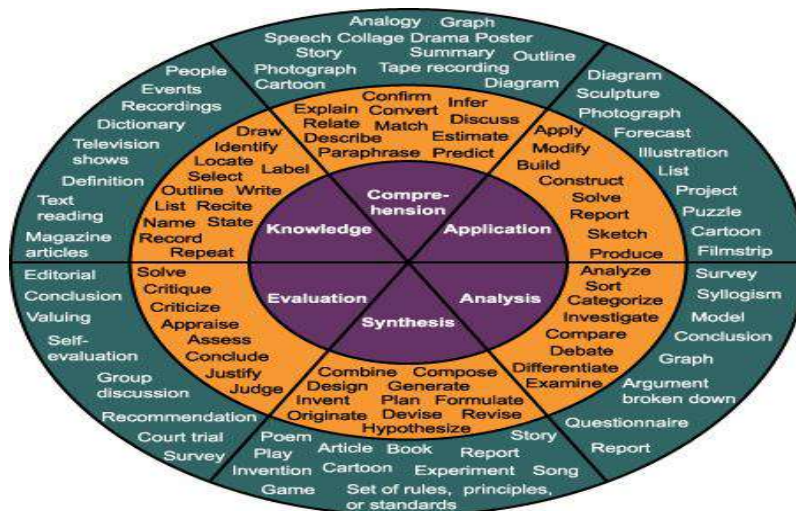 Analogy Graph
Speech Collage Drama Poster
Story Summary Outline
Photograph Tape recording
Cartoon Diagram
Confirm Infer
Explain Convert Discuss
Relate Match
Describe Estimate
Paraphrase Predict
Compre-
hension
Diagram
Sculpture
Photograph
Forecast
Illustration
List
Project
Puzzle
Cartoon
Filmstrip
Apply
Modify
Build
Construct
Solve
Report
Sketch
Produce
Application
Survey
Syllogism
Model
Conclusion
Graph
Argument
broken down
Questionnaire
Report
Analyze
Sort
Categorize
Investigate
Compare
Debate
Differentiate
Examine
Analysis
Synthesis
Combine Compose
Design Generate
Invent Plan Formulate
Originate Devise Revise
Hypothesize
Poem Story
Play Article Book Report
Invention Cartoon Experiment Song
Game Set of rules, principles,
or standards
Evaluation
Solve
Critique
Criticize
Appraise
Assess
Conclude
Justify
Judge
Editorial
Conclusion
Valuing
Self-
evaluation
Group
discussion
Recommendation
Court trial
Survey
Knowledge
Draw
Identify
Locate
Select Label
Outline Write
List Recite
Name State
Record
Repeat
People
Events
Recordings
Dictionary
Television
shows
Definition
Text
reading
Magazine
articles